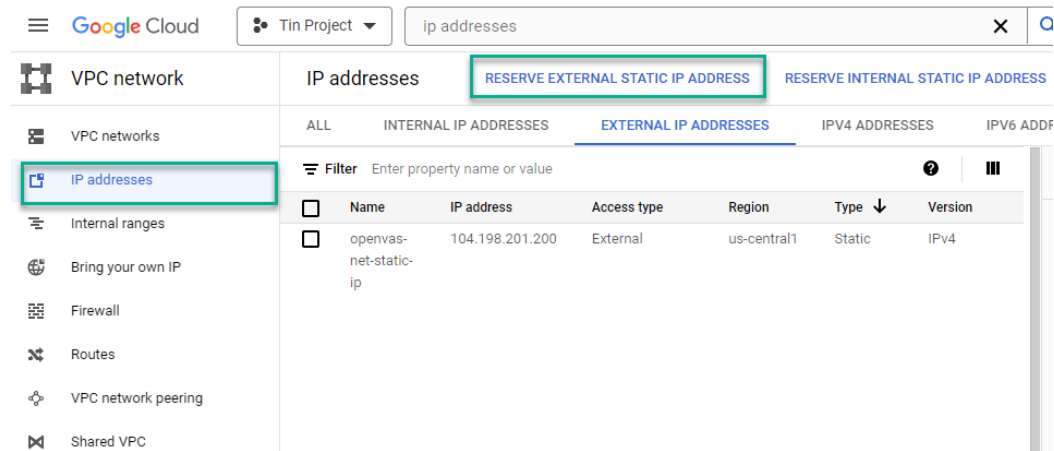 Google Cloud
Tin Project
ip addresses
VPC network
IP addresses
RESERVE EXTERNAL STATIC IP ADDRESS
RESERVE INTERNAL STATIC IP ADDRESS
VPC networks
IP addresses
Internal ranges
Bring your own IP
Firewall
Routes
VPC network peering
Shared VPC
ALL INTERNAL IP ADDRESSES EXTERNAL IP ADDRESSES IPV4 ADDRESSES IPV6 ADDR
Filter Enter property name or value
Name IP address Access type Region Type Version
openvas- 104.198.201.200 External us-central1 Static IPv4
net-static-
ip